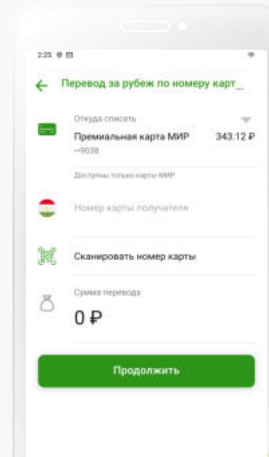 2:25
Перевод за рубеж по номеру карт...
Откуда списать
Премиальная карта МИР 343.12 ₽
••9038
Доступны только карты МИР
Номер карты получателя
Сканировать номер карты
Сумма перевода
0 ₽
Продолжить